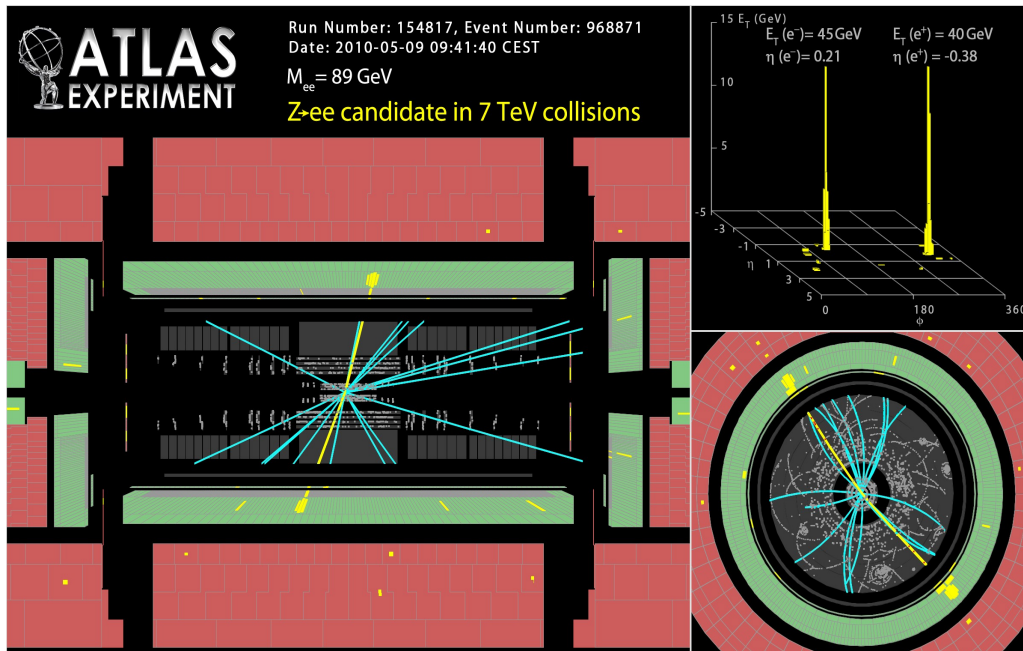 ATLAS
EXPERIMENT
Run Number: 154817, Event Number: 968871
Date: 2010-05-09 09:41:40 CEST
M_ee = 89 GeV
Z→ee candidate in 7 TeV collisions
15 E_T (GeV)
E_T (e⁻) = 45 GeV
η (e⁻) = 0.21
E_T (e⁺) = 40 GeV
η (e⁺) = -0.38
10
5
-5
-3
-1
η
1
3
5
0
180
360
ϕ